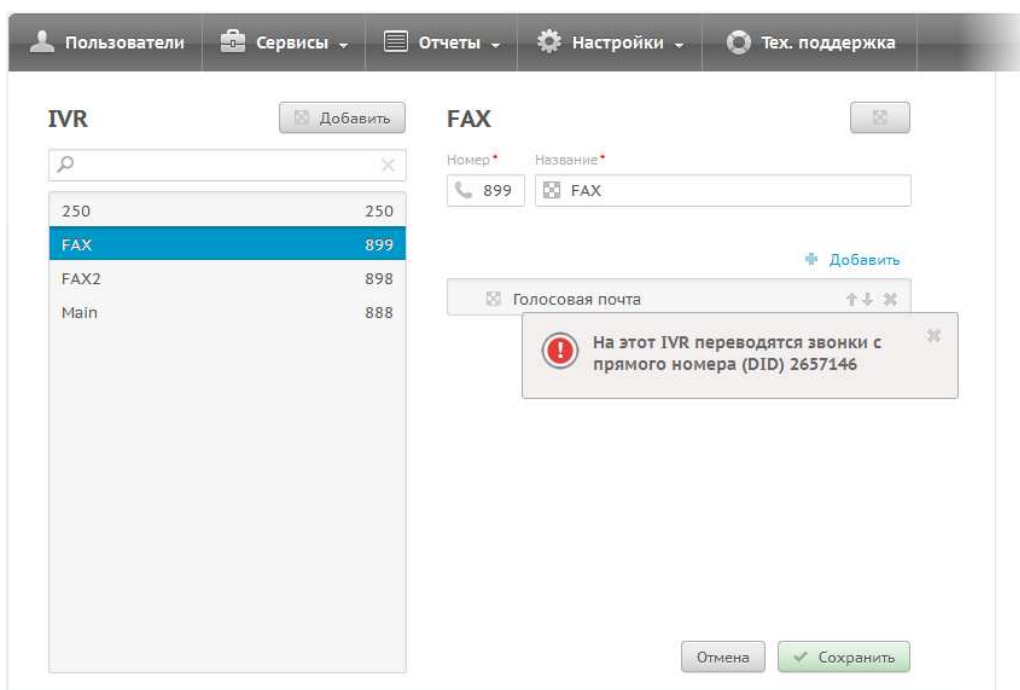 Пользователи Сервисы Отчеты Настройки Тех. поддержка
IVR Добавить
250 250
FAX 899
FAX2 898
Main 888
FAX
Номер* Название*
899 FAX
Добавить
Голосовая почта
На этот IVR переводятся звонки с
прямого номера (DID) 2657146
Отмена Сохранить